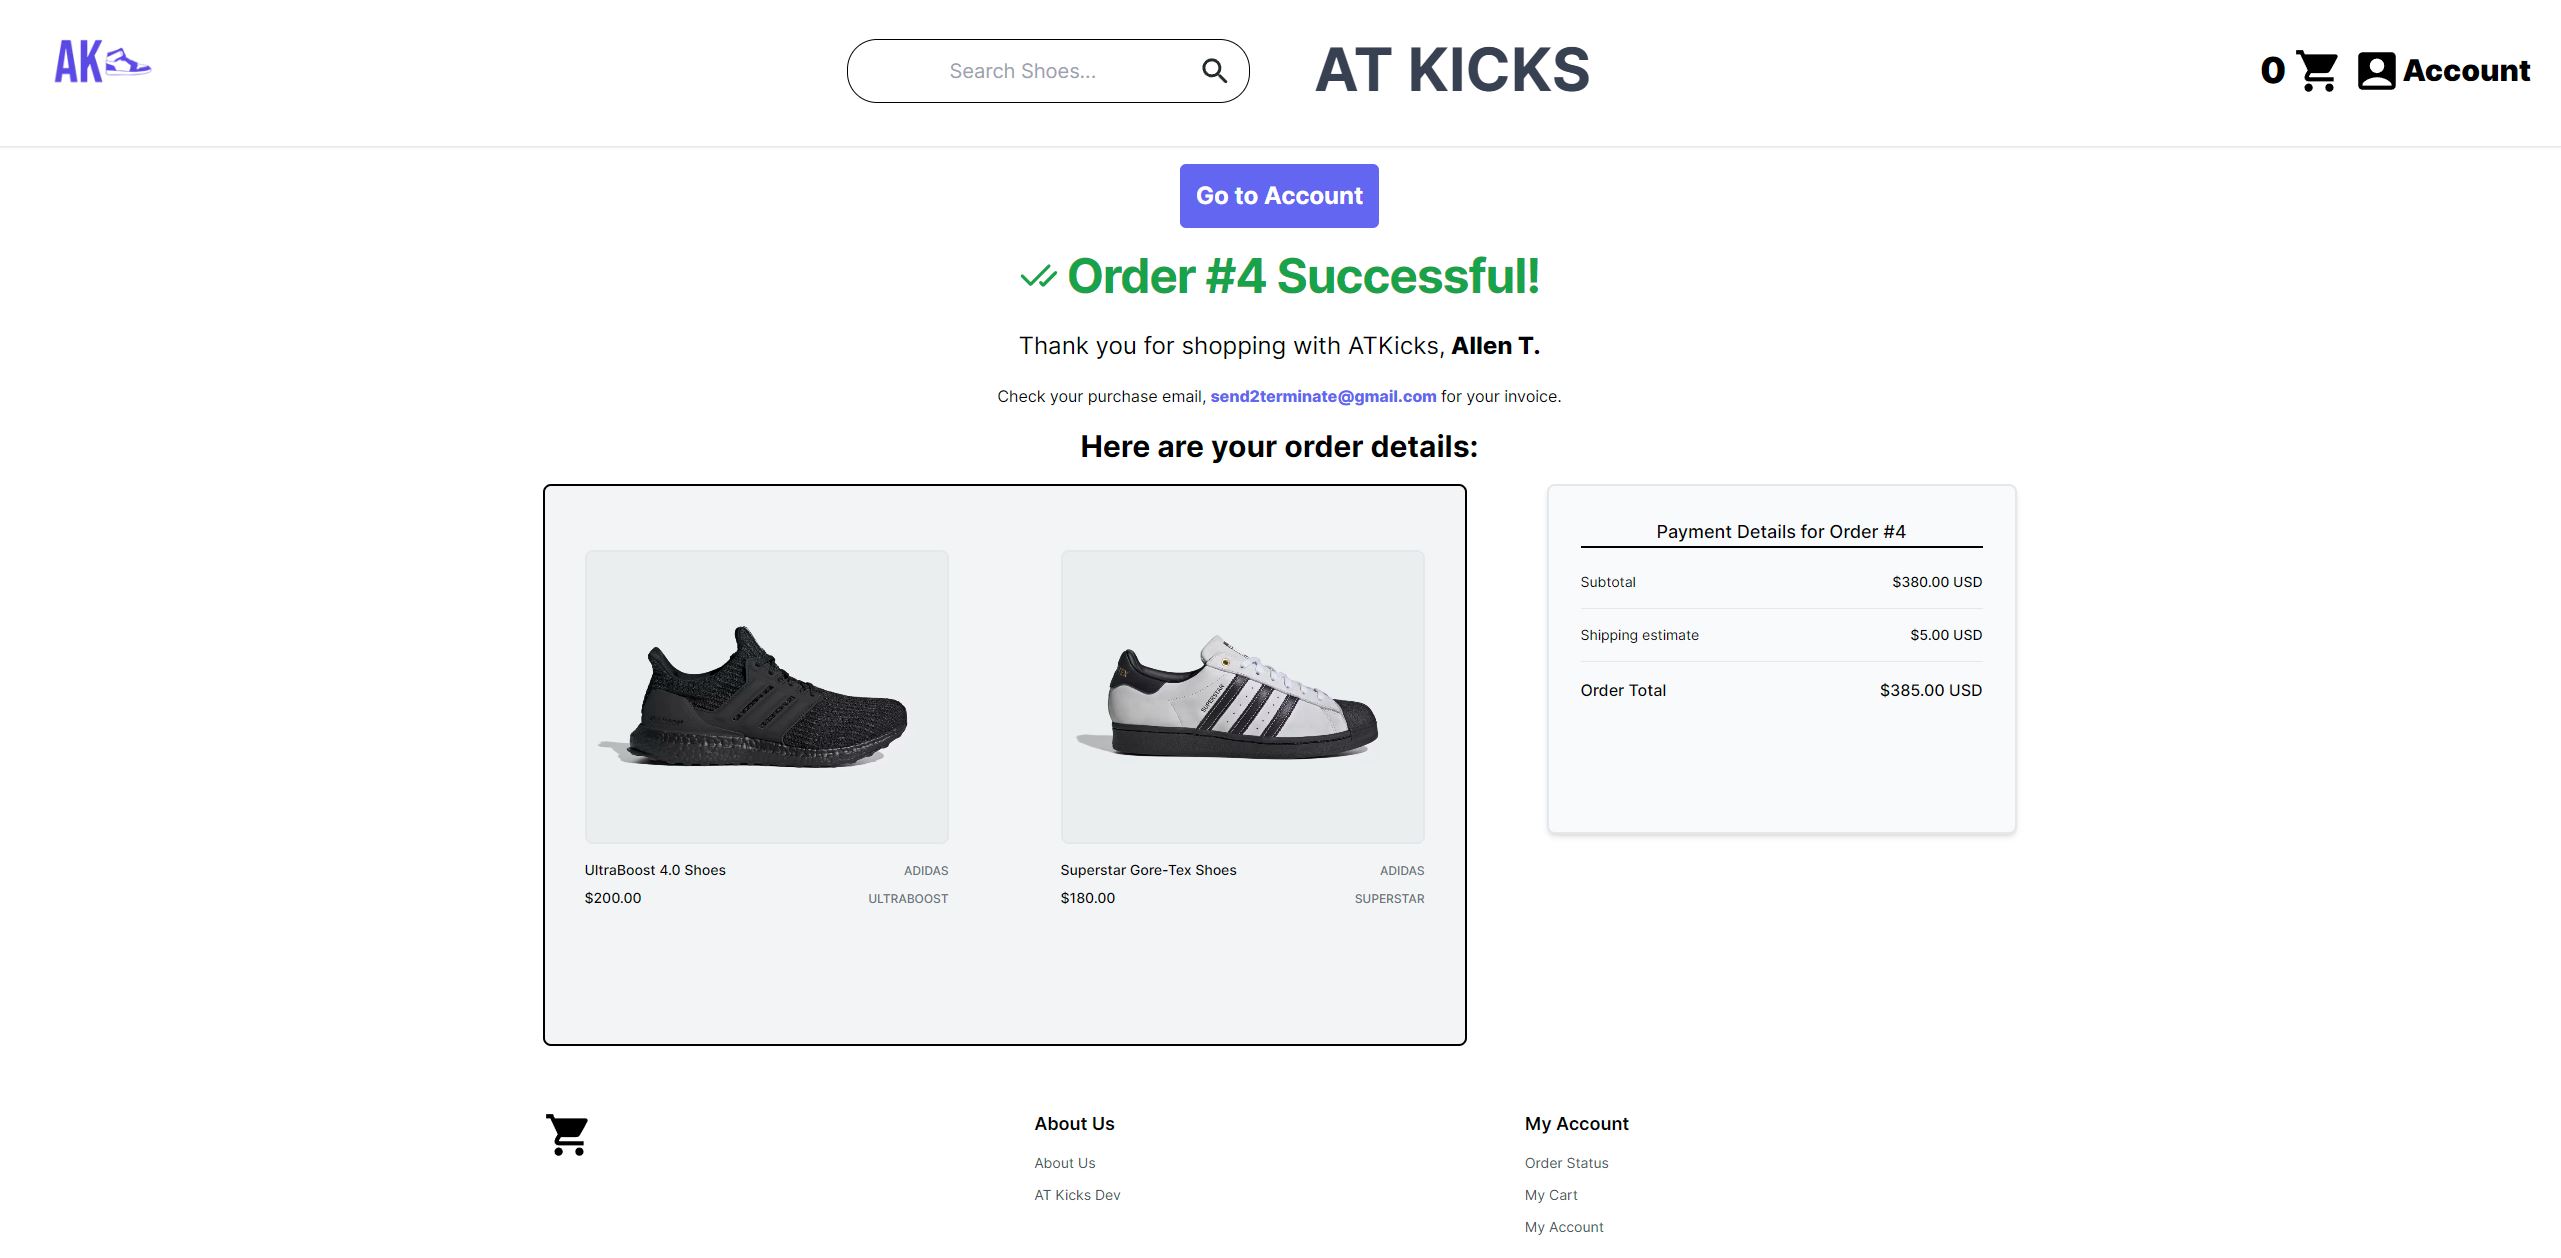 AK
Search Shoes...
AT KICKS
0
Account
Go to Account
Order #4 Successful!
Thank you for shopping with ATKicks, Allen T.
Check your purchase email, send2terminate@gmail.com for your invoice.
Here are your order details:
UltraBoost 4.0 Shoes
ADIDAS
$200.00
ULTRABOOST
SUPERSTAR
Superstar Gore-Tex Shoes
ADIDAS
$180.00
SUPERSTAR
Payment Details for Order #4
Subtotal
$380.00 USD
Shipping estimate
$5.00 USD
Order Total
$385.00 USD
About Us
About Us
AT Kicks Dev
My Account
Order Status
My Cart
My Account